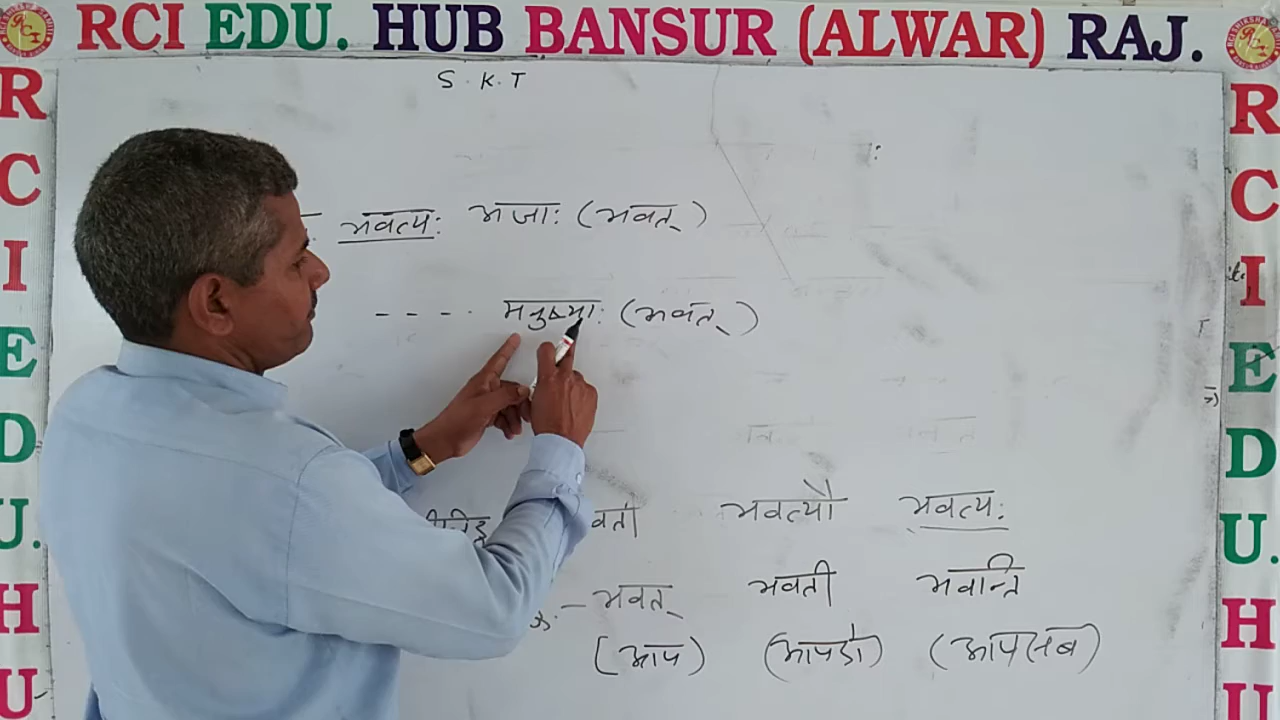 RCI EDU. HUB BANSUR (ALWAR) RAJ.
S.K.T
भवत्यः अजाः (भवत्)
---- मनुष्याः (भवत्)
वती भवत्यौ भवत्यः
- भवत् भवती भवन्ति
(आप) (आपदो) (आपसब)
R C I E D U. H U
R C I E D U. H U